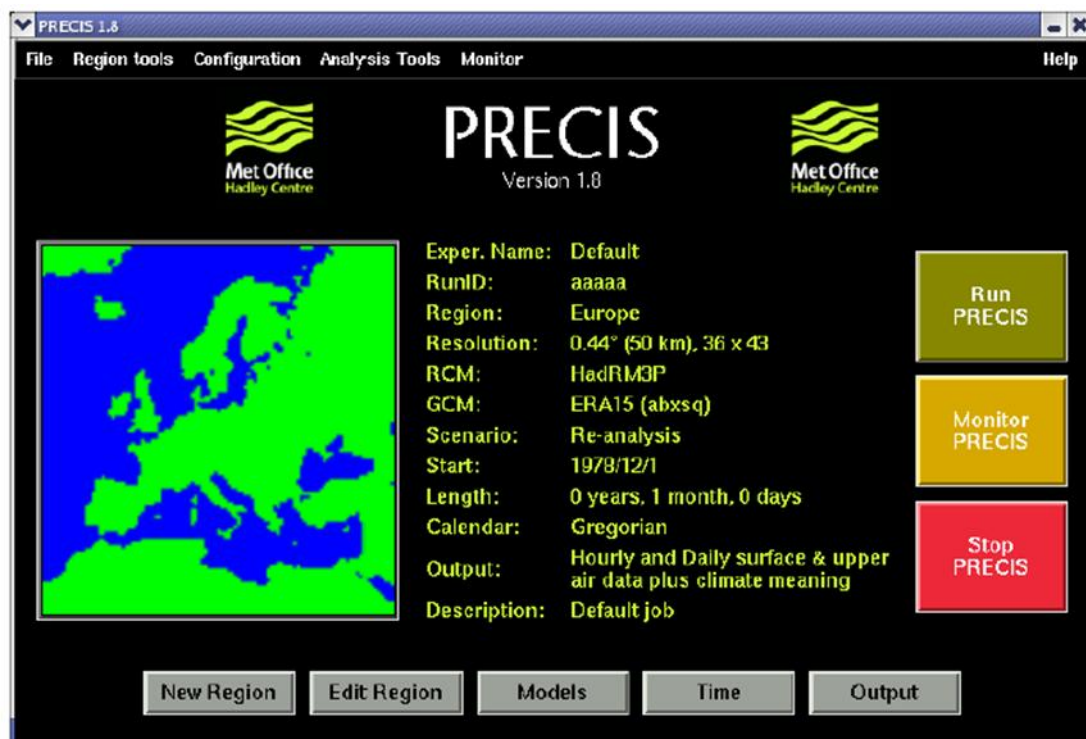 PRECIS 1.8
File Region tools Configuration Analysis Tools Monitor Help
Met Office
Hadley Centre
PRECIS
Version 1.8
Met Office
Hadley Centre
Exper. Name: Default
RunID: aaaaa
Region: Europe
Resolution: 0.44° (50 km), 36 x 43
RCM: HadRM3P
GCM: ERA15 (abxsq)
Scenario: Re-analysis
Start: 1978/12/1
Length: 0 years, 1 month, 0 days
Calendar: Gregorian
Output: Hourly and Daily surface & upper
air data plus climate meaning
Description: Default job
Run
PRECIS
Monitor
PRECIS
Stop
PRECIS
New Region Edit Region Models Time Output